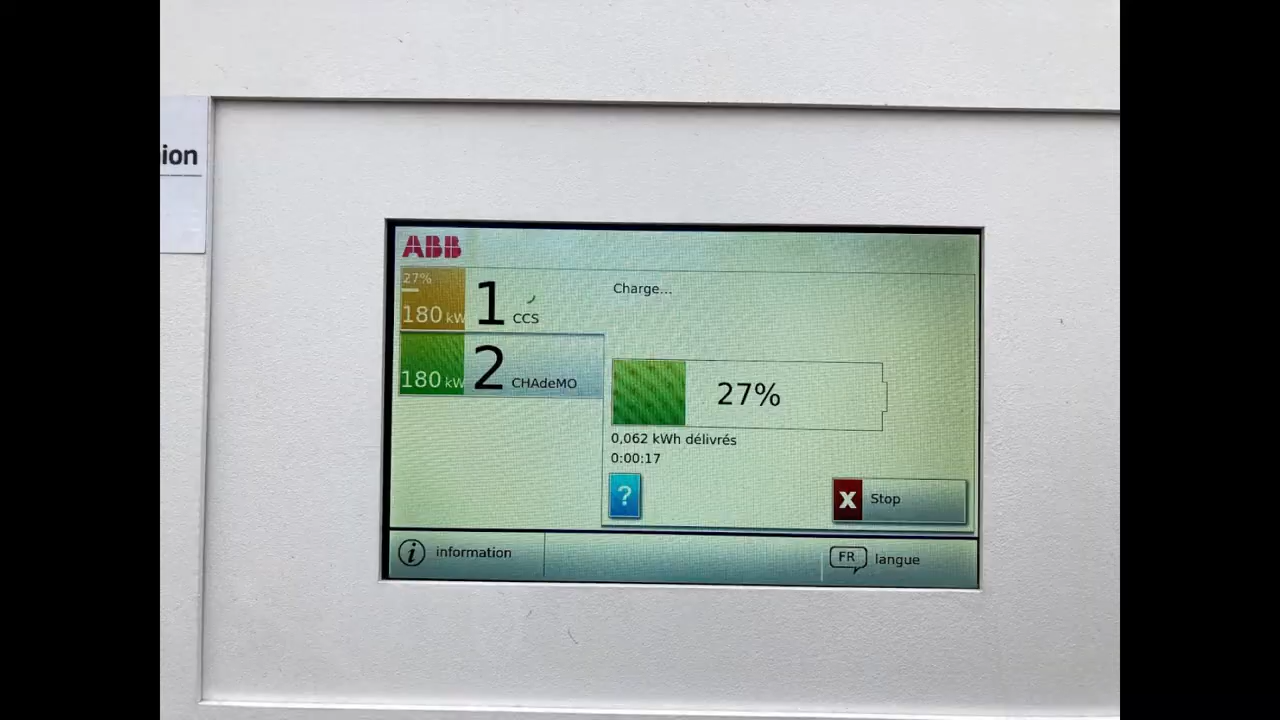 ion
ABB
27%
180 kW
1
CCS
180 kW
2
CHAdeMO
Charge...
27%
0,062 kWh délivrés
0:00:17
?
X Stop
i information
FR langue